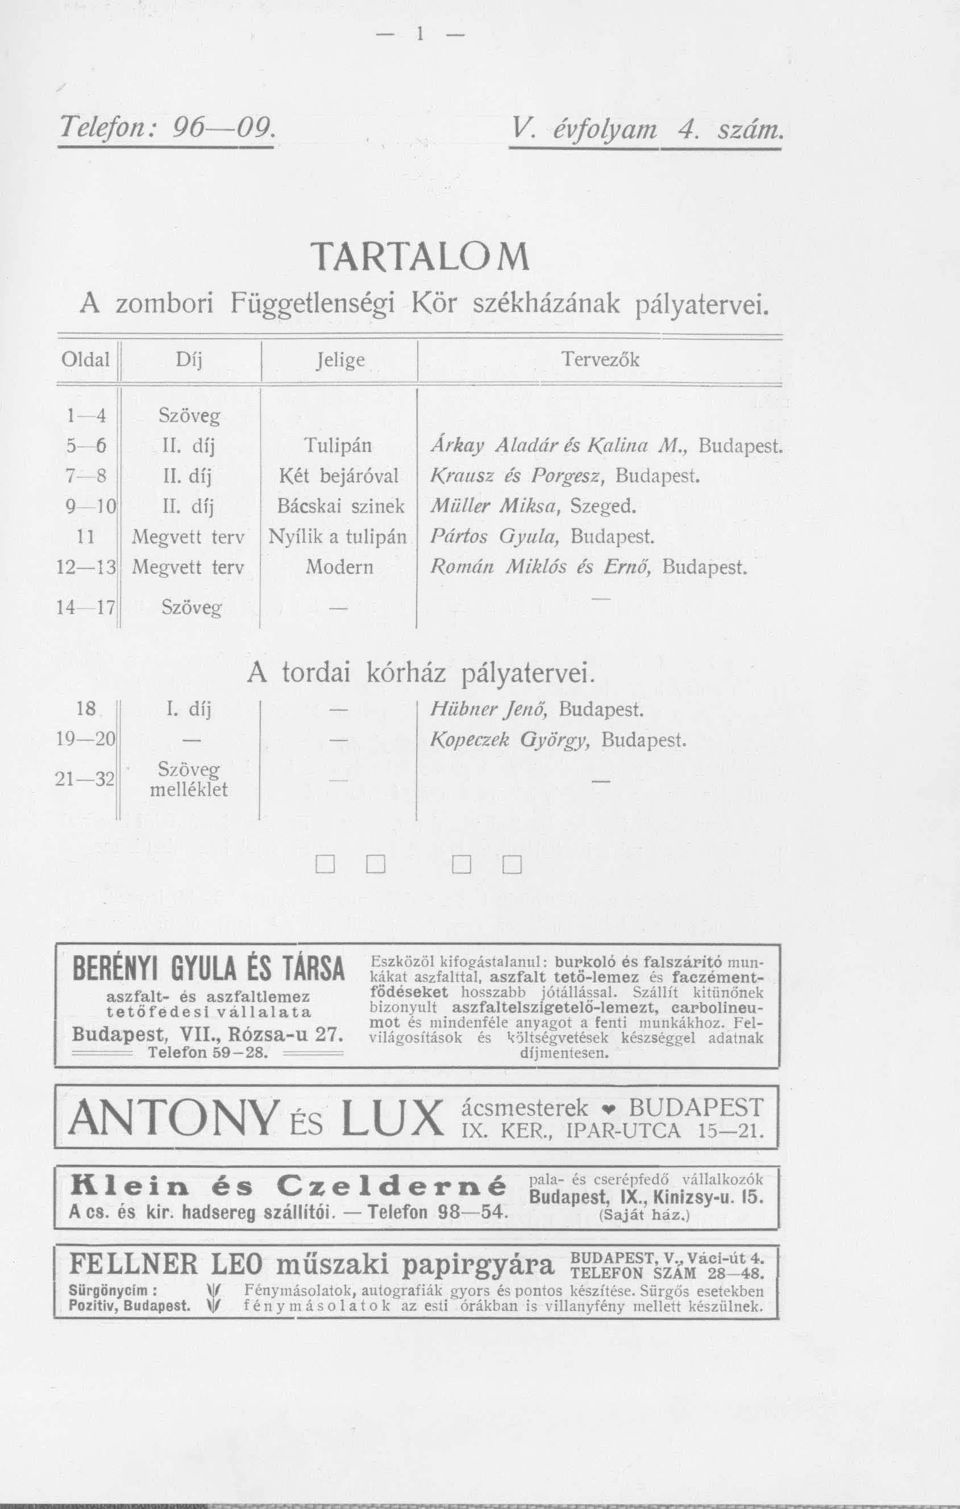 — 1 —
Telefon: 96—09. V. évfolyam 4. szám.
TARTALOM
A zombori Függetlenségi Kör székházának pályatervei.
Oldal Díj Jelige Tervezők
1—4 Szöveg
5—6 II. díj Tulipán Árkay Aladár és Kalina M., Budapest.
7—8 II. díj Két bejáróval Krausz és Porgesz, Budapest.
9—10 II. díj Bácskai szinek Müller Miksa, Szeged.
11 Megvett terv Nyílik a tulipán Pártos Gyula, Budapest.
12—13 Megvett terv Modern Román Miklós és Ernő, Budapest.
14—17 Szöveg — —
A tordai kórház pályatervei.
18 I. díj — Hübner Jenő, Budapest.
19—20 — — Kopeczek György, Budapest.
21—32 Szöveg — —
melléklet
BERÉNYI GYULA ÉS TÁRSA
aszfalt- és aszfaltlemez
tetőfedesi vállalata
Budapest, VII., Rózsa-u 27.
Telefon 59—28.
Eszközöl kifogástalanul: burkoló és falszárító mun-
kákat aszfalttal, aszfalt tető-lemez és faczément-
födéseket hosszabb jótállással. Szállít kitünőnek
bizonyult aszfaltelszigetelő-lemezt, carbolineu-
mot és mindenféle anyagot a fenti munkákhoz. Fel-
világosítások és költségvetések készséggel adatnak
díjmentesen.
ANTONY ÉS LUX ácsmesterek ♥ BUDAPEST
IX. KER., IPAR-UTCA 15—21.
Klein és Czelderné
A cs. és kir. hadsereg szállítói. — Telefon 98—54.
pala- és cserépfedő vállalkozók
Budapest, IX., Kinizsy-u. 15.
(Saját ház.)
FELLNER LEO műszaki papirgyára BUDAPEST, V., Váci-út 4.
TELEFON SZÁM 28—48.
Sürgönycím:
Pozitiv, Budapest.
Fénymásolatok, autografiák gyors és pontos készítése. Sürgős esetekben
fénymásolatok az esti órákban is villanyfény mellett készülnek.